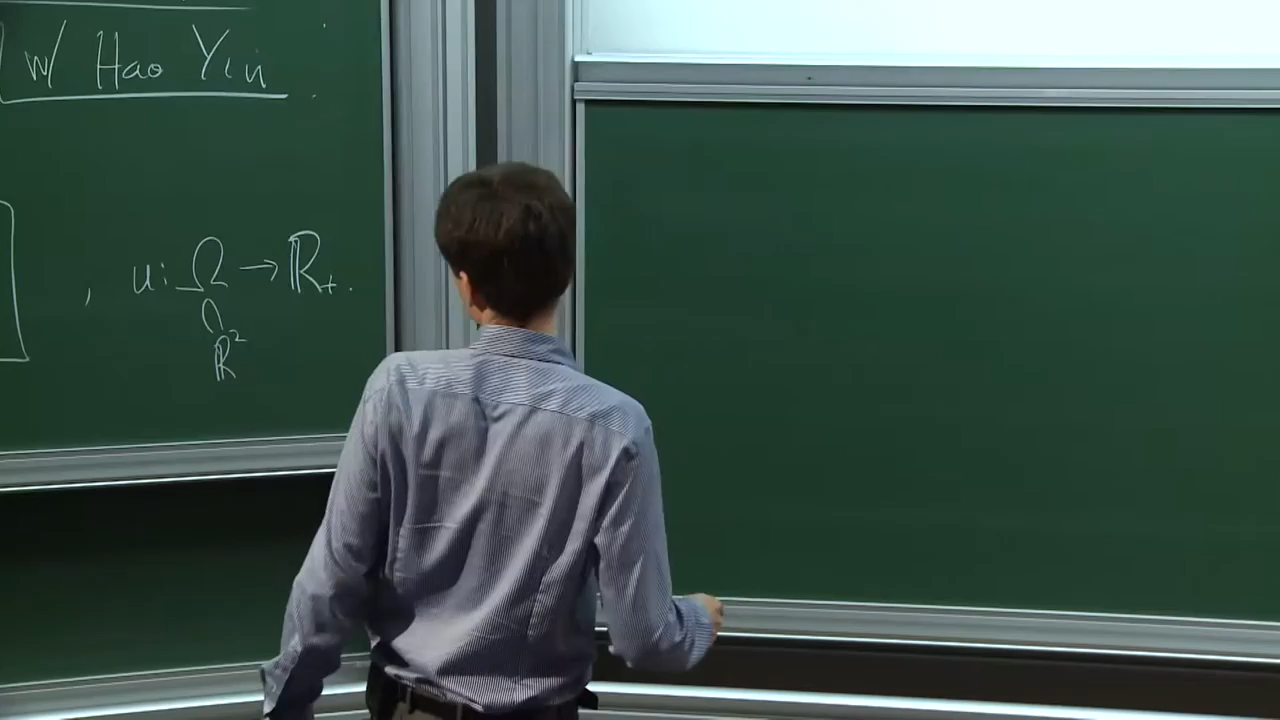 w/ Hao Yin
, u: Ω → ℝ₊.
∩
ℝ²